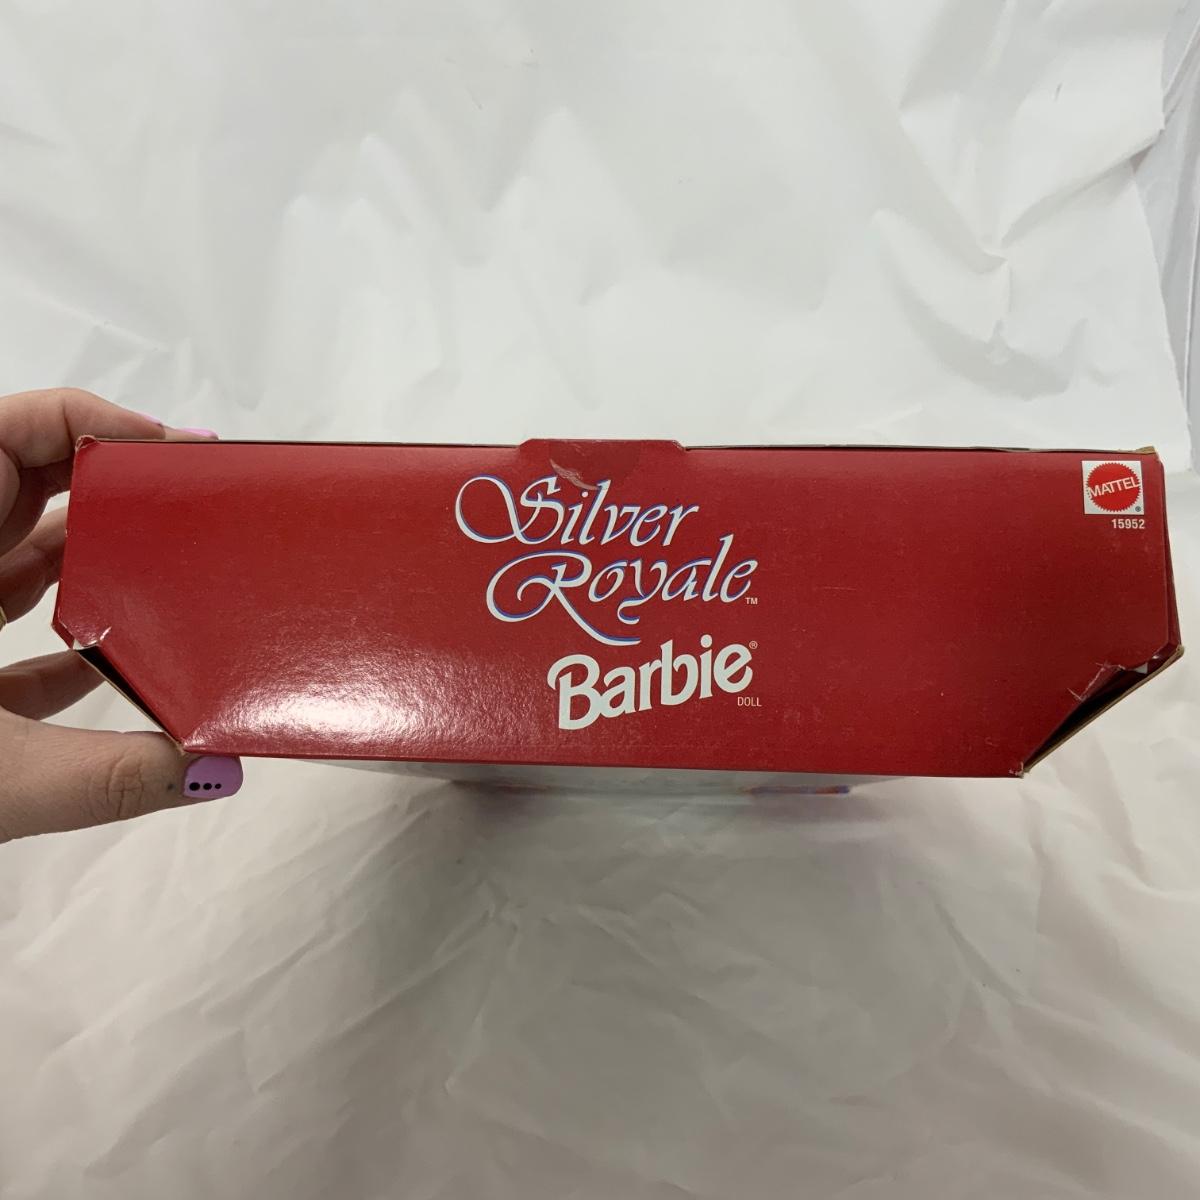 Silver
Royale™
Barbie®
DOLL
MATTEL®
15952